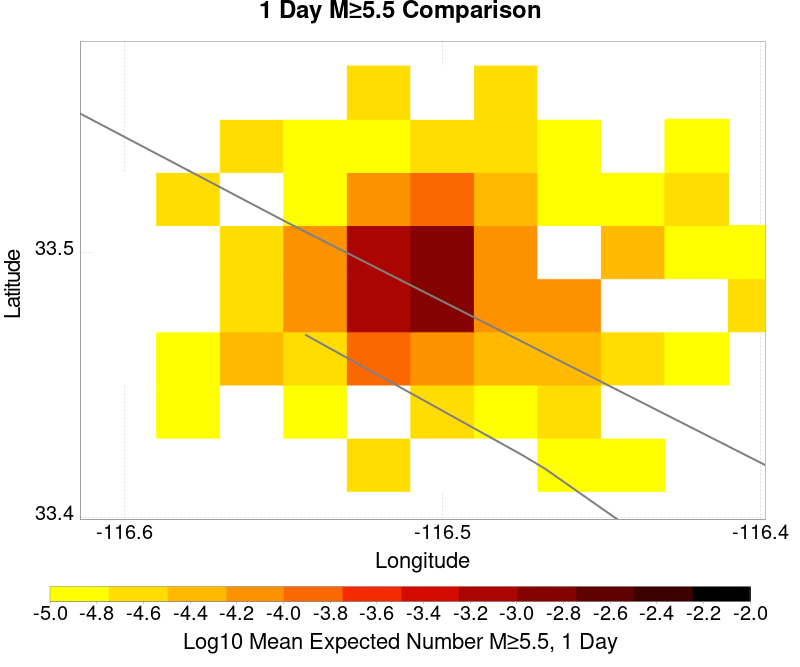 1 Day M≥5.5 Comparison
Latitude
33.5
33.4
-116.6 -116.5 -116.4
Longitude
-5.0 -4.8 -4.6 -4.4 -4.2 -4.0 -3.8 -3.6 -3.4 -3.2 -3.0 -2.8 -2.6 -2.4 -2.2 -2.0
Log10 Mean Expected Number M≥5.5, 1 Day